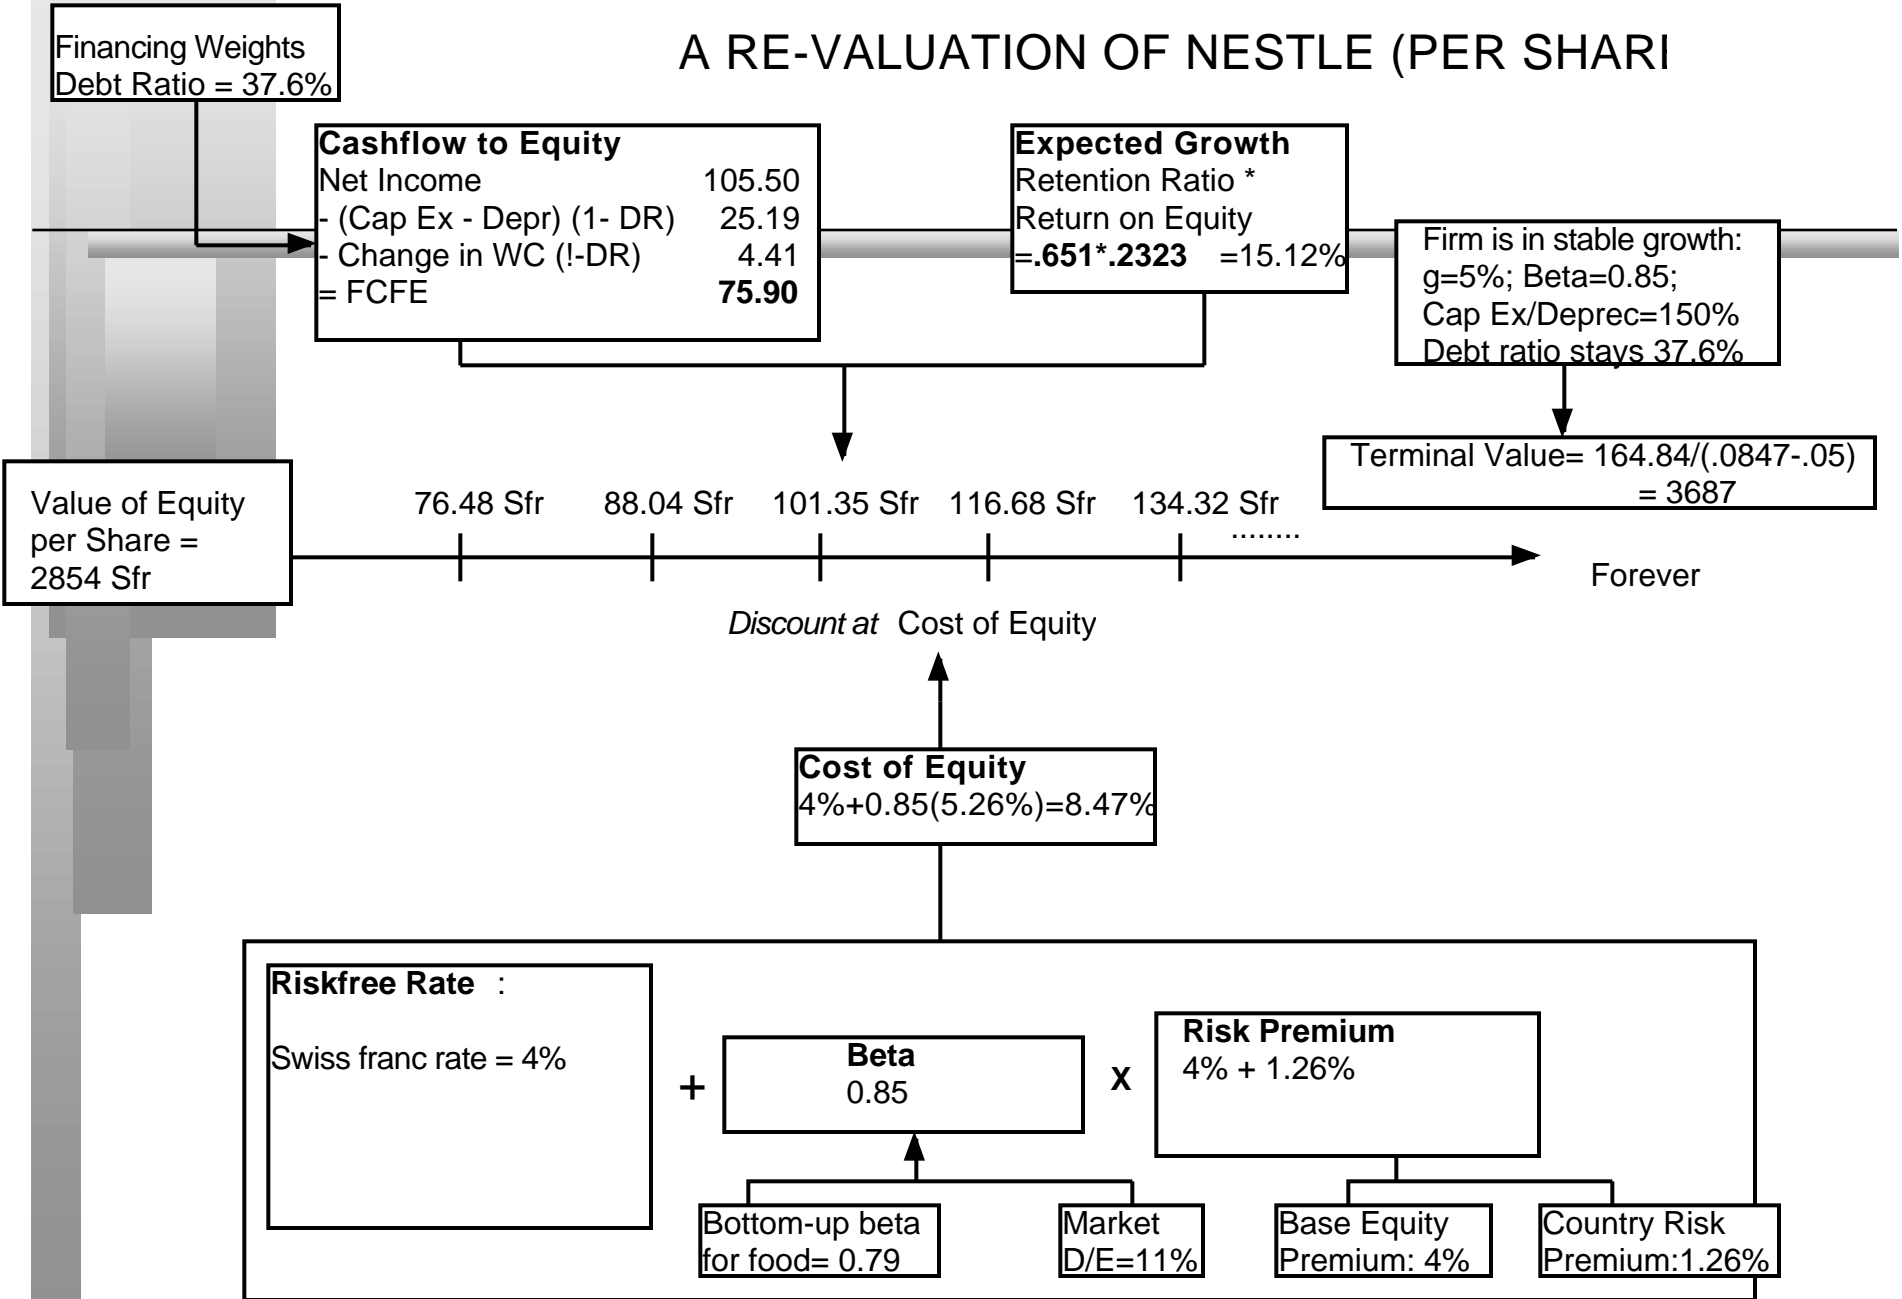 Financing Weights
Debt Ratio = 37.6%
A RE-VALUATION OF NESTLE (PER SHARI
Cashflow to Equity
Net Income 105.50
- (Cap Ex - Depr) (1- DR) 25.19
- Change in WC (!-DR) 4.41
= FCFE 75.90
Expected Growth
Retention Ratio *
Return on Equity
=.651*.2323 =15.12%
Firm is in stable growth:
g=5%; Beta=0.85;
Cap Ex/Deprec=150%
Debt ratio stays 37.6%
Terminal Value= 164.84/(.0847-.05)
= 3687
Value of Equity
per Share =
2854 Sfr
76.48 Sfr 88.04 Sfr 101.35 Sfr 116.68 Sfr 134.32 Sfr
........
Forever
Discount at Cost of Equity
Cost of Equity
4%+0.85(5.26%)=8.47%
Riskfree Rate :
Swiss franc rate = 4%
+
Beta
0.85
X
Risk Premium
4% + 1.26%
Bottom-up beta
for food= 0.79
Market
D/E=11%
Base Equity
Premium: 4%
Country Risk
Premium:1.26%